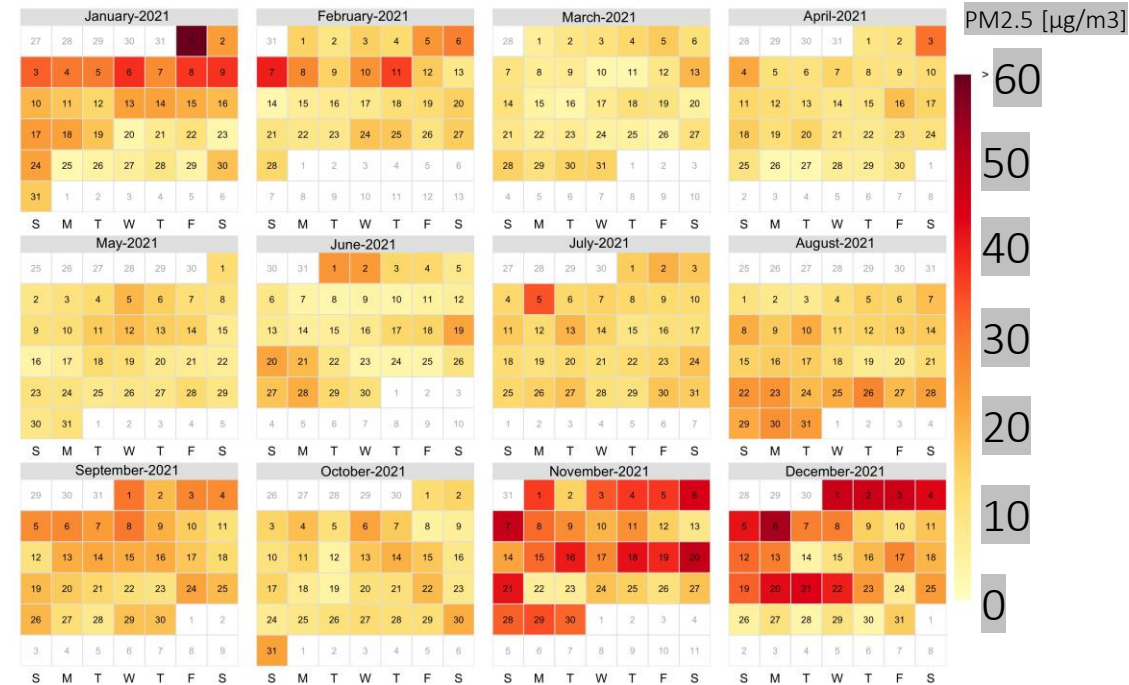 January-2021
27 28 29 30 31 1 2
3 4 5 6 7 8 9
10 11 12 13 14 15 16
17 18 19 20 21 22 23
24 25 26 27 28 29 30
31 1 2 3 4 5 6
S M T W T F S
February-2021
31 1 2 3 4 5 6
7 8 9 10 11 12 13
14 15 16 17 18 19 20
21 22 23 24 25 26 27
28 1 2 3 4 5 6
7 8 9 10 11 12 13
S M T W T F S
March-2021
28 1 2 3 4 5 6
7 8 9 10 11 12 13
14 15 16 17 18 19 20
21 22 23 24 25 26 27
28 29 30 31 1 2 3
4 5 6 7 8 9 10
S M T W T F S
April-2021
28 29 30 31 1 2 3
4 5 6 7 8 9 10
11 12 13 14 15 16 17
18 19 20 21 22 23 24
25 26 27 28 29 30 1
2 3 4 5 6 7 8
S M T W T F S
May-2021
25 26 27 28 29 30 1
2 3 4 5 6 7 8
9 10 11 12 13 14 15
16 17 18 19 20 21 22
23 24 25 26 27 28 29
30 31 1 2 3 4 5
S M T W T F S
June-2021
30 31 1 2 3 4 5
6 7 8 9 10 11 12
13 14 15 16 17 18 19
20 21 22 23 24 25 26
27 28 29 30 1 2 3
4 5 6 7 8 9 10
S M T W T F S
July-2021
27 28 29 30 1 2 3
4 5 6 7 8 9 10
11 12 13 14 15 16 17
18 19 20 21 22 23 24
25 26 27 28 29 30 31
1 2 3 4 5 6 7
S M T W T F S
August-2021
25 26 27 28 29 30 31
1 2 3 4 5 6 7
8 9 10 11 12 13 14
15 16 17 18 19 20 21
22 23 24 25 26 27 28
29 30 31 1 2 3 4
S M T W T F S
September-2021
29 30 31 1 2 3 4
5 6 7 8 9 10 11
12 13 14 15 16 17 18
19 20 21 22 23 24 25
26 27 28 29 30 1 2
3 4 5 6 7 8 9
S M T W T F S
October-2021
26 27 28 29 30 1 2
3 4 5 6 7 8 9
10 11 12 13 14 15 16
17 18 19 20 21 22 23
24 25 26 27 28 29 30
31 1 2 3 4 5 6
S M T W T F S
November-2021
31 1 2 3 4 5 6
7 8 9 10 11 12 13
14 15 16 17 18 19 20
21 22 23 24 25 26 27
28 29 30 1 2 3 4
5 6 7 8 9 10 11
S M T W T F S
December-2021
28 29 30 1 2 3 4
5 6 7 8 9 10 11
12 13 14 15 16 17 18
19 20 21 22 23 24 25
26 27 28 29 30 31 1
2 3 4 5 6 7 8
S M T W T F S
PM2.5 [µg/m3]
> 60
50
40
30
20
10
0